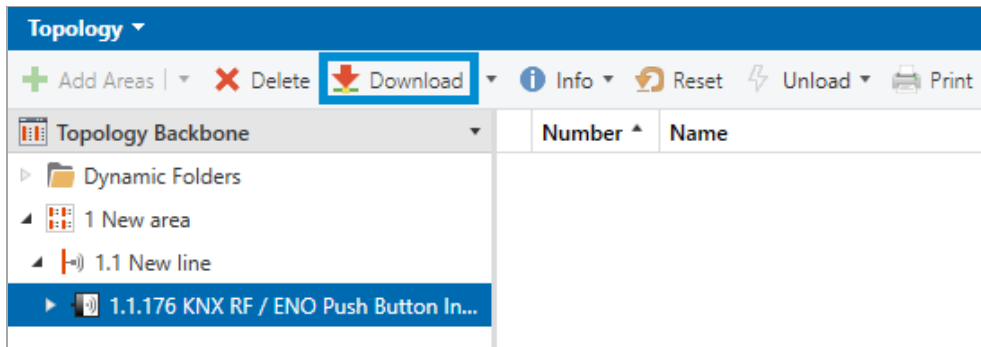 Topology
Add Areas Delete Download Info Reset Unload Print
Topology Backbone Number Name
Dynamic Folders
1 New area
1.1 New line
1.1.176 KNX RF / ENO Push Button In...